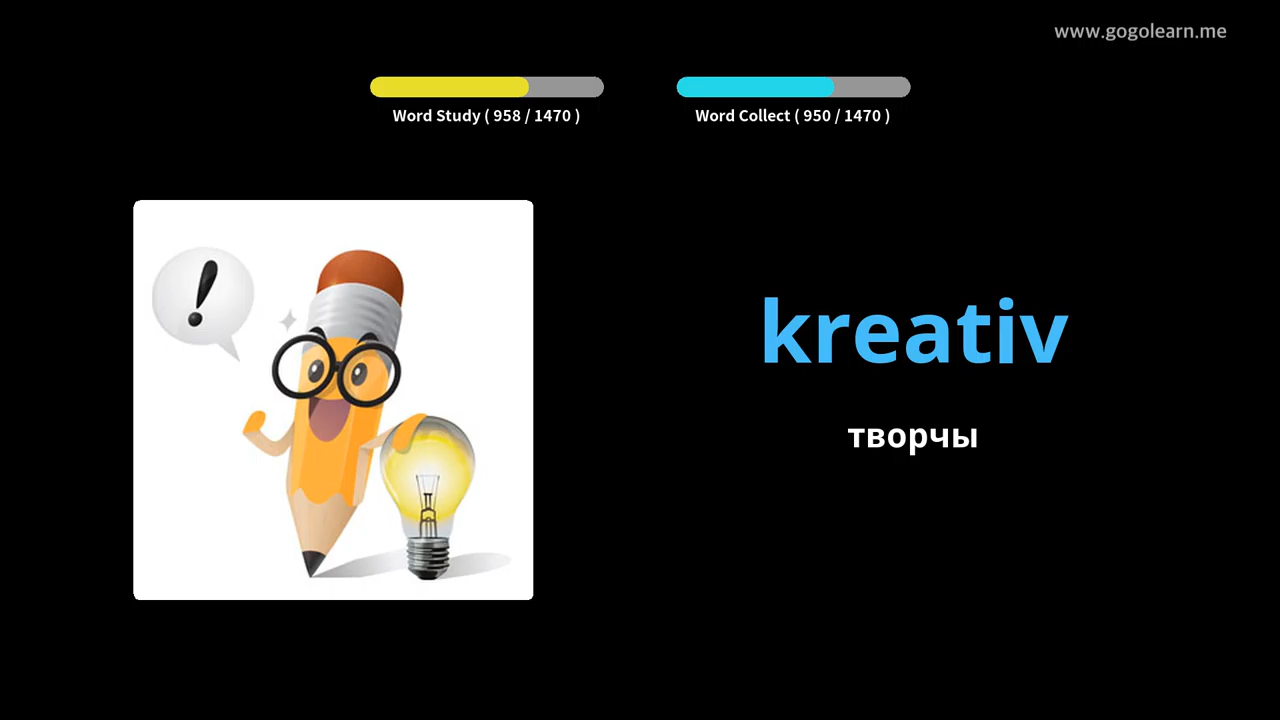 www.gogolearn.me
Word Study ( 958 / 1470 )
Word Collect ( 950 / 1470 )
!
kreativ
творчы